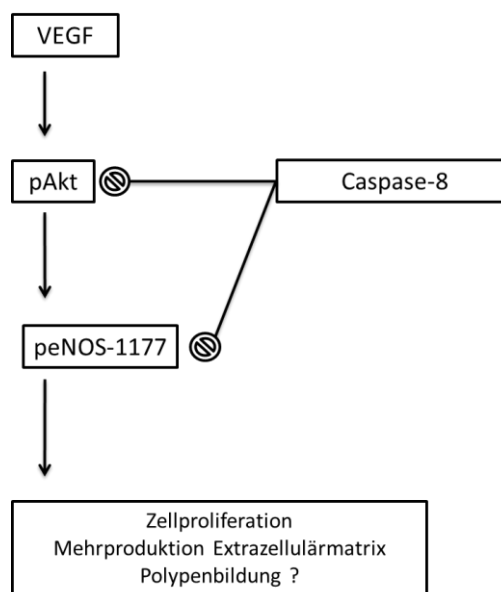 VEGF
pAkt
Caspase-8
peNOS-1177
Zellproliferation
Mehrproduktion Extrazellulärmatrix
Polypenbildung ?